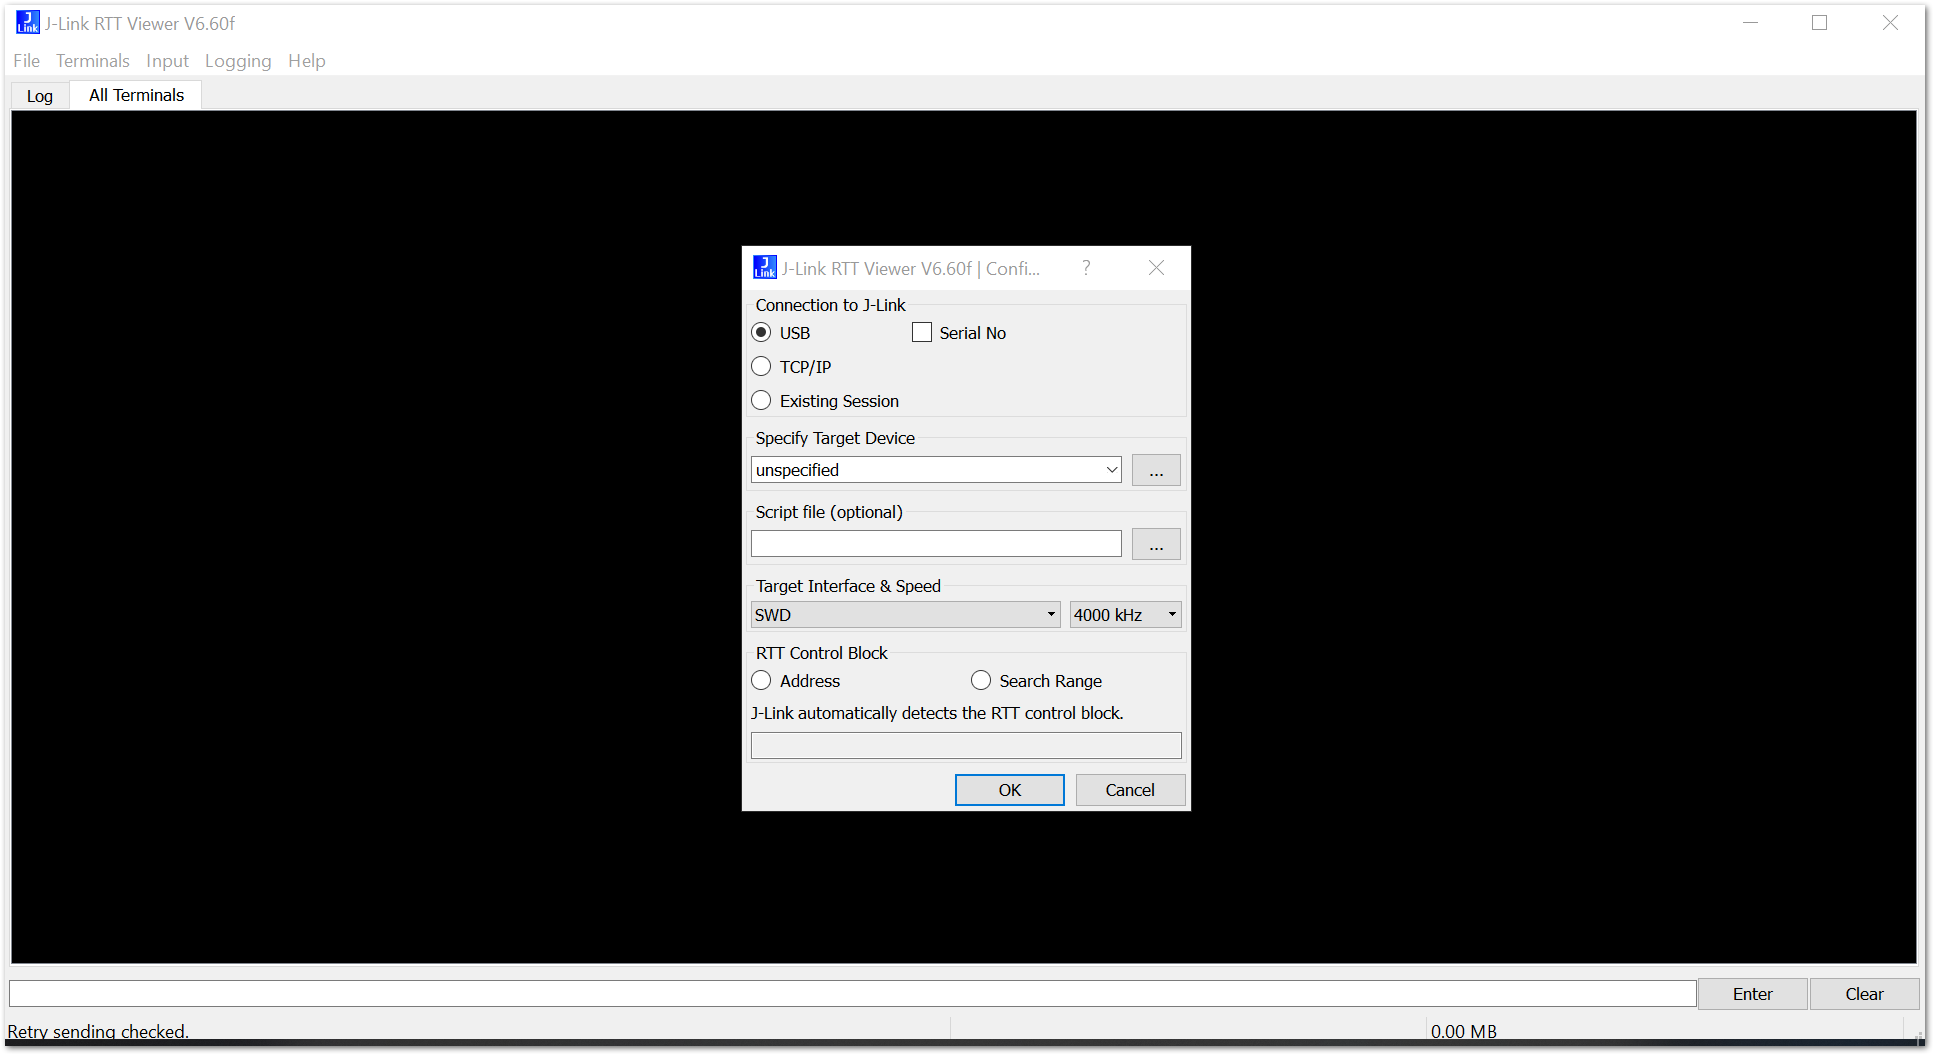 J-Link RTT Viewer V6.60f
File Terminals Input Logging Help
Log All Terminals
J-Link RTT Viewer V6.60f | Confi... ?
Connection to J-Link
USB Serial No
TCP/IP
Existing Session
Specify Target Device
unspecified ...
Script file (optional)
...
Target Interface & Speed
SWD 4000 kHz
RTT Control Block
Address Search Range
J-Link automatically detects the RTT control block.
OK Cancel
Enter Clear
Retry sending checked. 0.00 MB